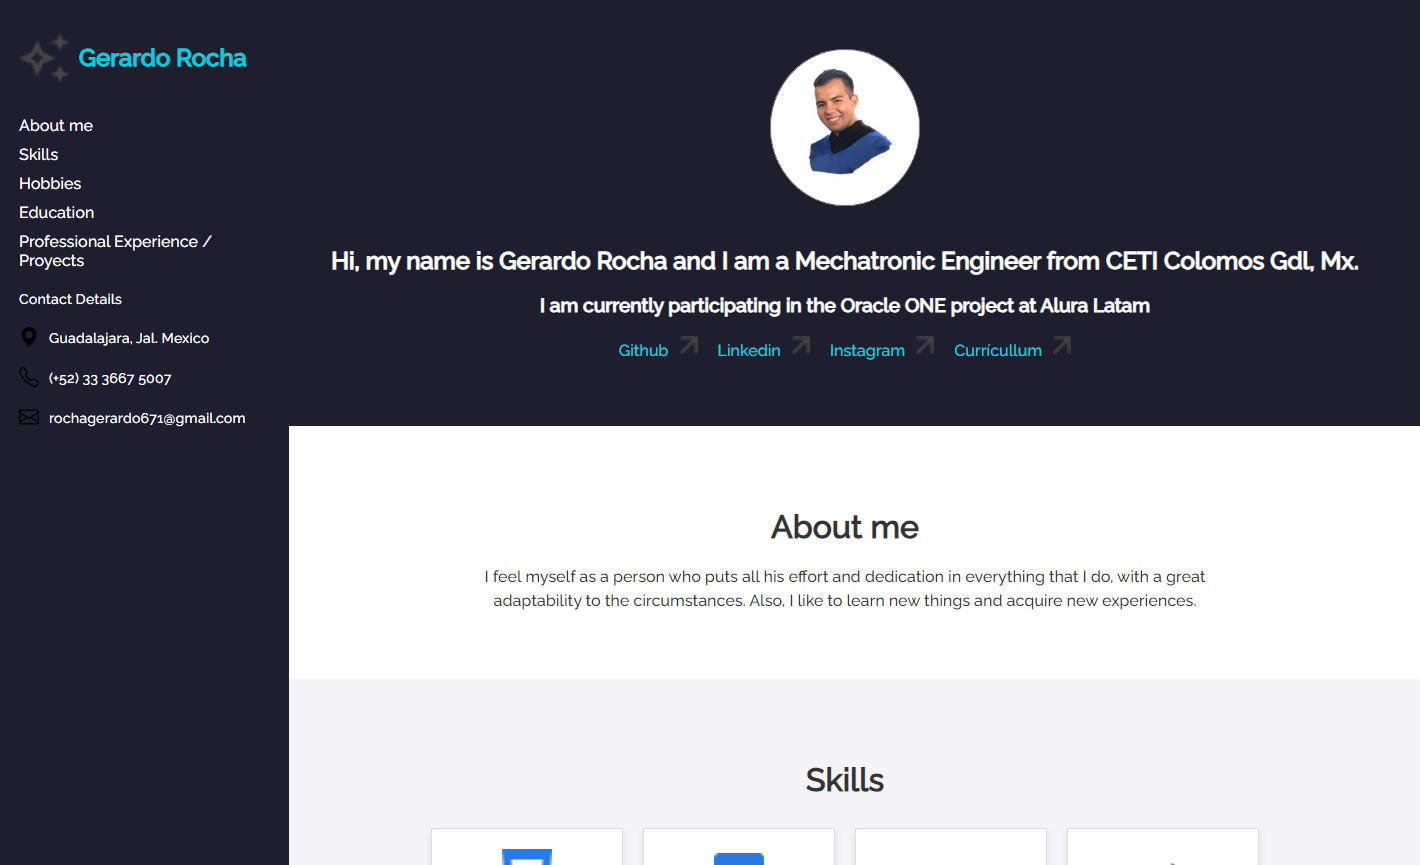 Gerardo Rocha
About me
Skills
Hobbies
Education
Professional Experience /
Proyects
Contact Details
Guadalajara, Jal. Mexico
(+52) 33 3667 5007
rochagerardo671@gmail.com
Hi, my name is Gerardo Rocha and I am a Mechatronic Engineer from CETI Colomos Gdl, Mx.
I am currently participating in the Oracle ONE project at Alura Latam
Github Linkedin Instagram Currícullum
About me
I feel myself as a person who puts all his effort and dedication in everything that I do, with a great
adaptability to the circumstances. Also, I like to learn new things and acquire new experiences.
Skills